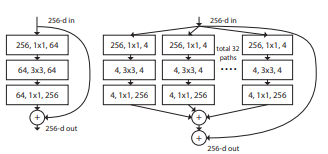 256-d in
256, 1x1, 64
64, 3x3, 64
64, 1x1, 256
+
256-d out
256-d in
256, 1x1, 4
256, 1x1, 4
total 32
paths
256, 1x1, 4
4, 3x3, 4
4, 3x3, 4
....
4, 3x3, 4
4, 1x1, 256
4, 1x1, 256
4, 1x1, 256
+
+
256-d out